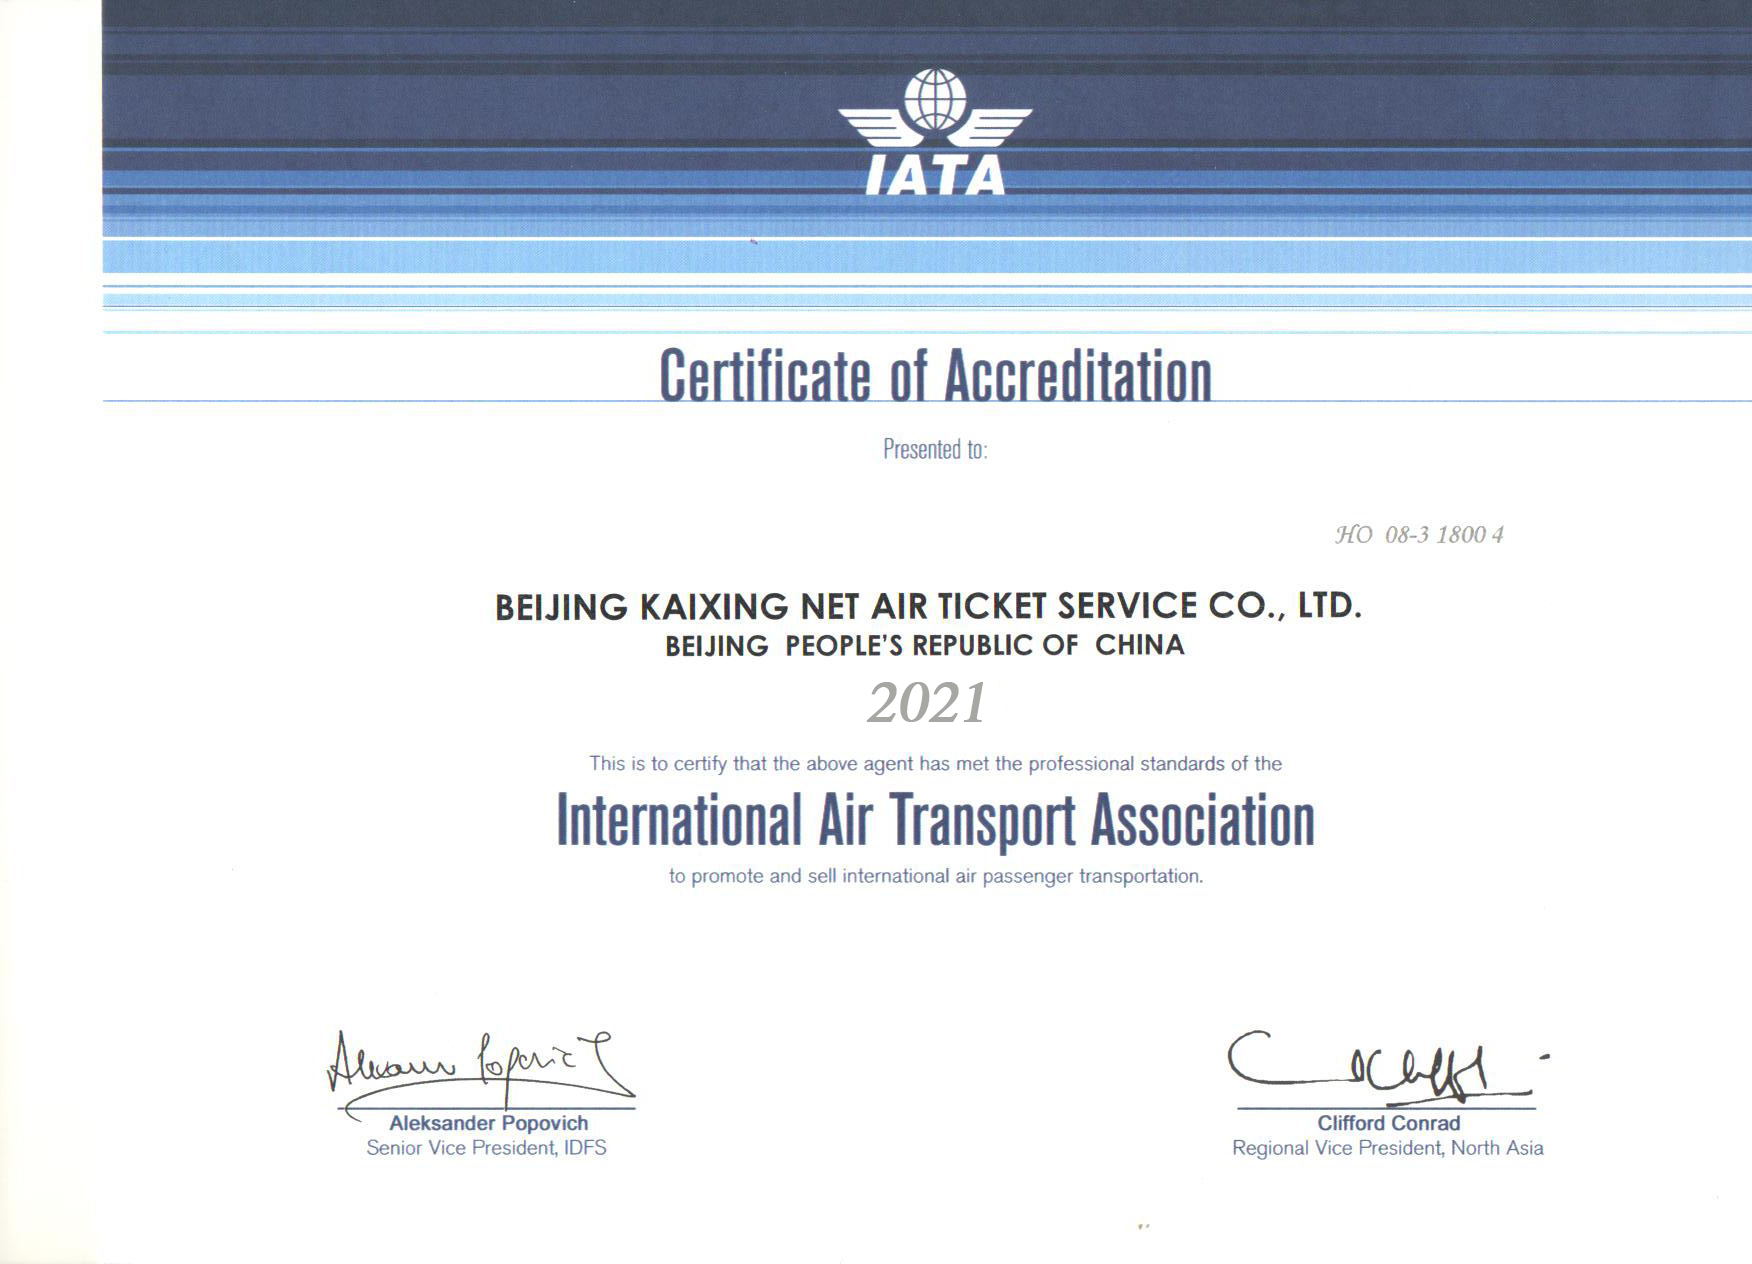 IATA
Certificate of Accreditation
Presented to:
HO 08-3 1800 4
BEIJING KAIXING NET AIR TICKET SERVICE CO., LTD.
BEIJING PEOPLE'S REPUBLIC OF CHINA
2021
This is to certify that the above agent has met the professional standards of the
International Air Transport Association
to promote and sell international air passenger transportation.
Aleksander Popovich
Senior Vice President, IDFS
Clifford Conrad
Regional Vice President, North Asia